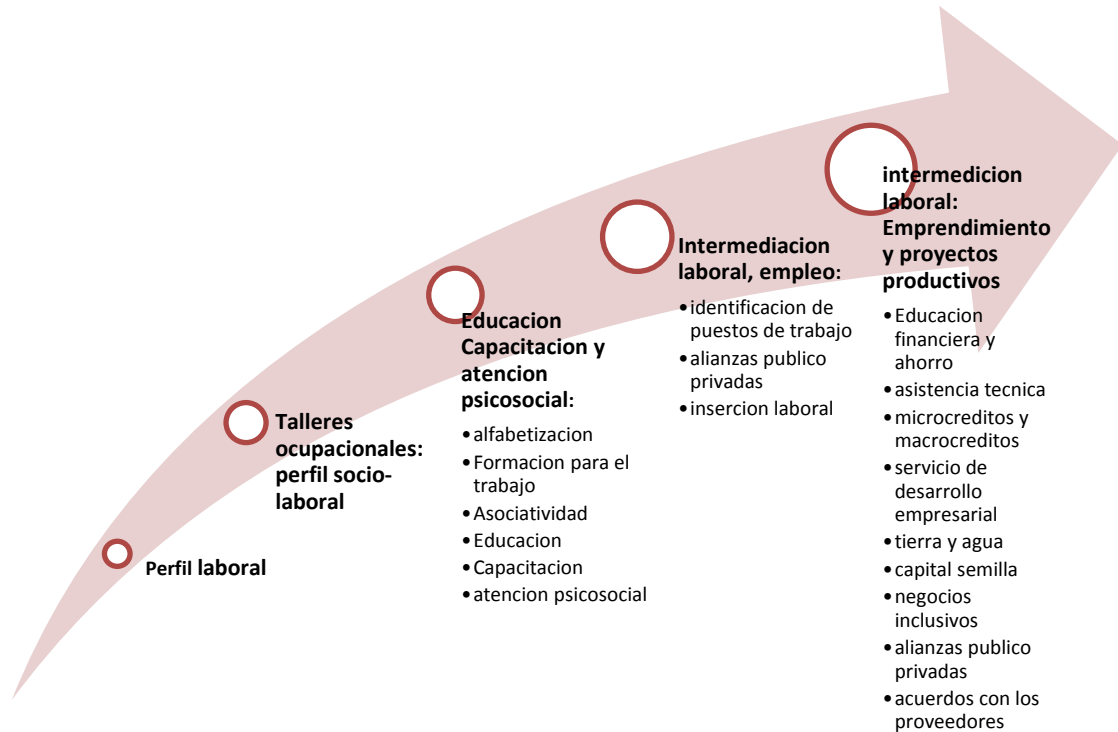 Perfil laboral
Talleres
ocupacionales:
perfil socio-
laboral
Educacion
Capacitacion y
atencion
psicosocial:
•alfabetizacion
•Formacion para el
trabajo
•Asociatividad
•Educacion
•Capacitacion
•atencion psicosocial
Intermediacion
laboral, empleo:
•identificacion de
puestos de trabajo
•alianzas publico
privadas
•insercion laboral
intermedicion
laboral:
Emprendimiento
y proyectos
productivos
•Educacion
financiera y
ahorro
•asistencia tecnica
•microcreditos y
macrocreditos
•servicio de
desarrollo
empresarial
•tierra y agua
•capital semilla
•negocios
inclusivos
•alianzas publico
privadas
•acuerdos con los
proveedores